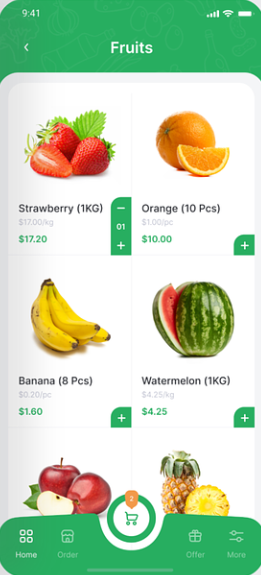 9:41
Fruits
Strawberry (1KG)
$17.00/kg
$17.20
01
Orange (10 Pcs)
$1.00/pc
$10.00
Banana (8 Pcs)
$0.20/pc
$1.60
Watermelon (1KG)
$4.25/kg
$4.25
2
Home
Order
Offer
More